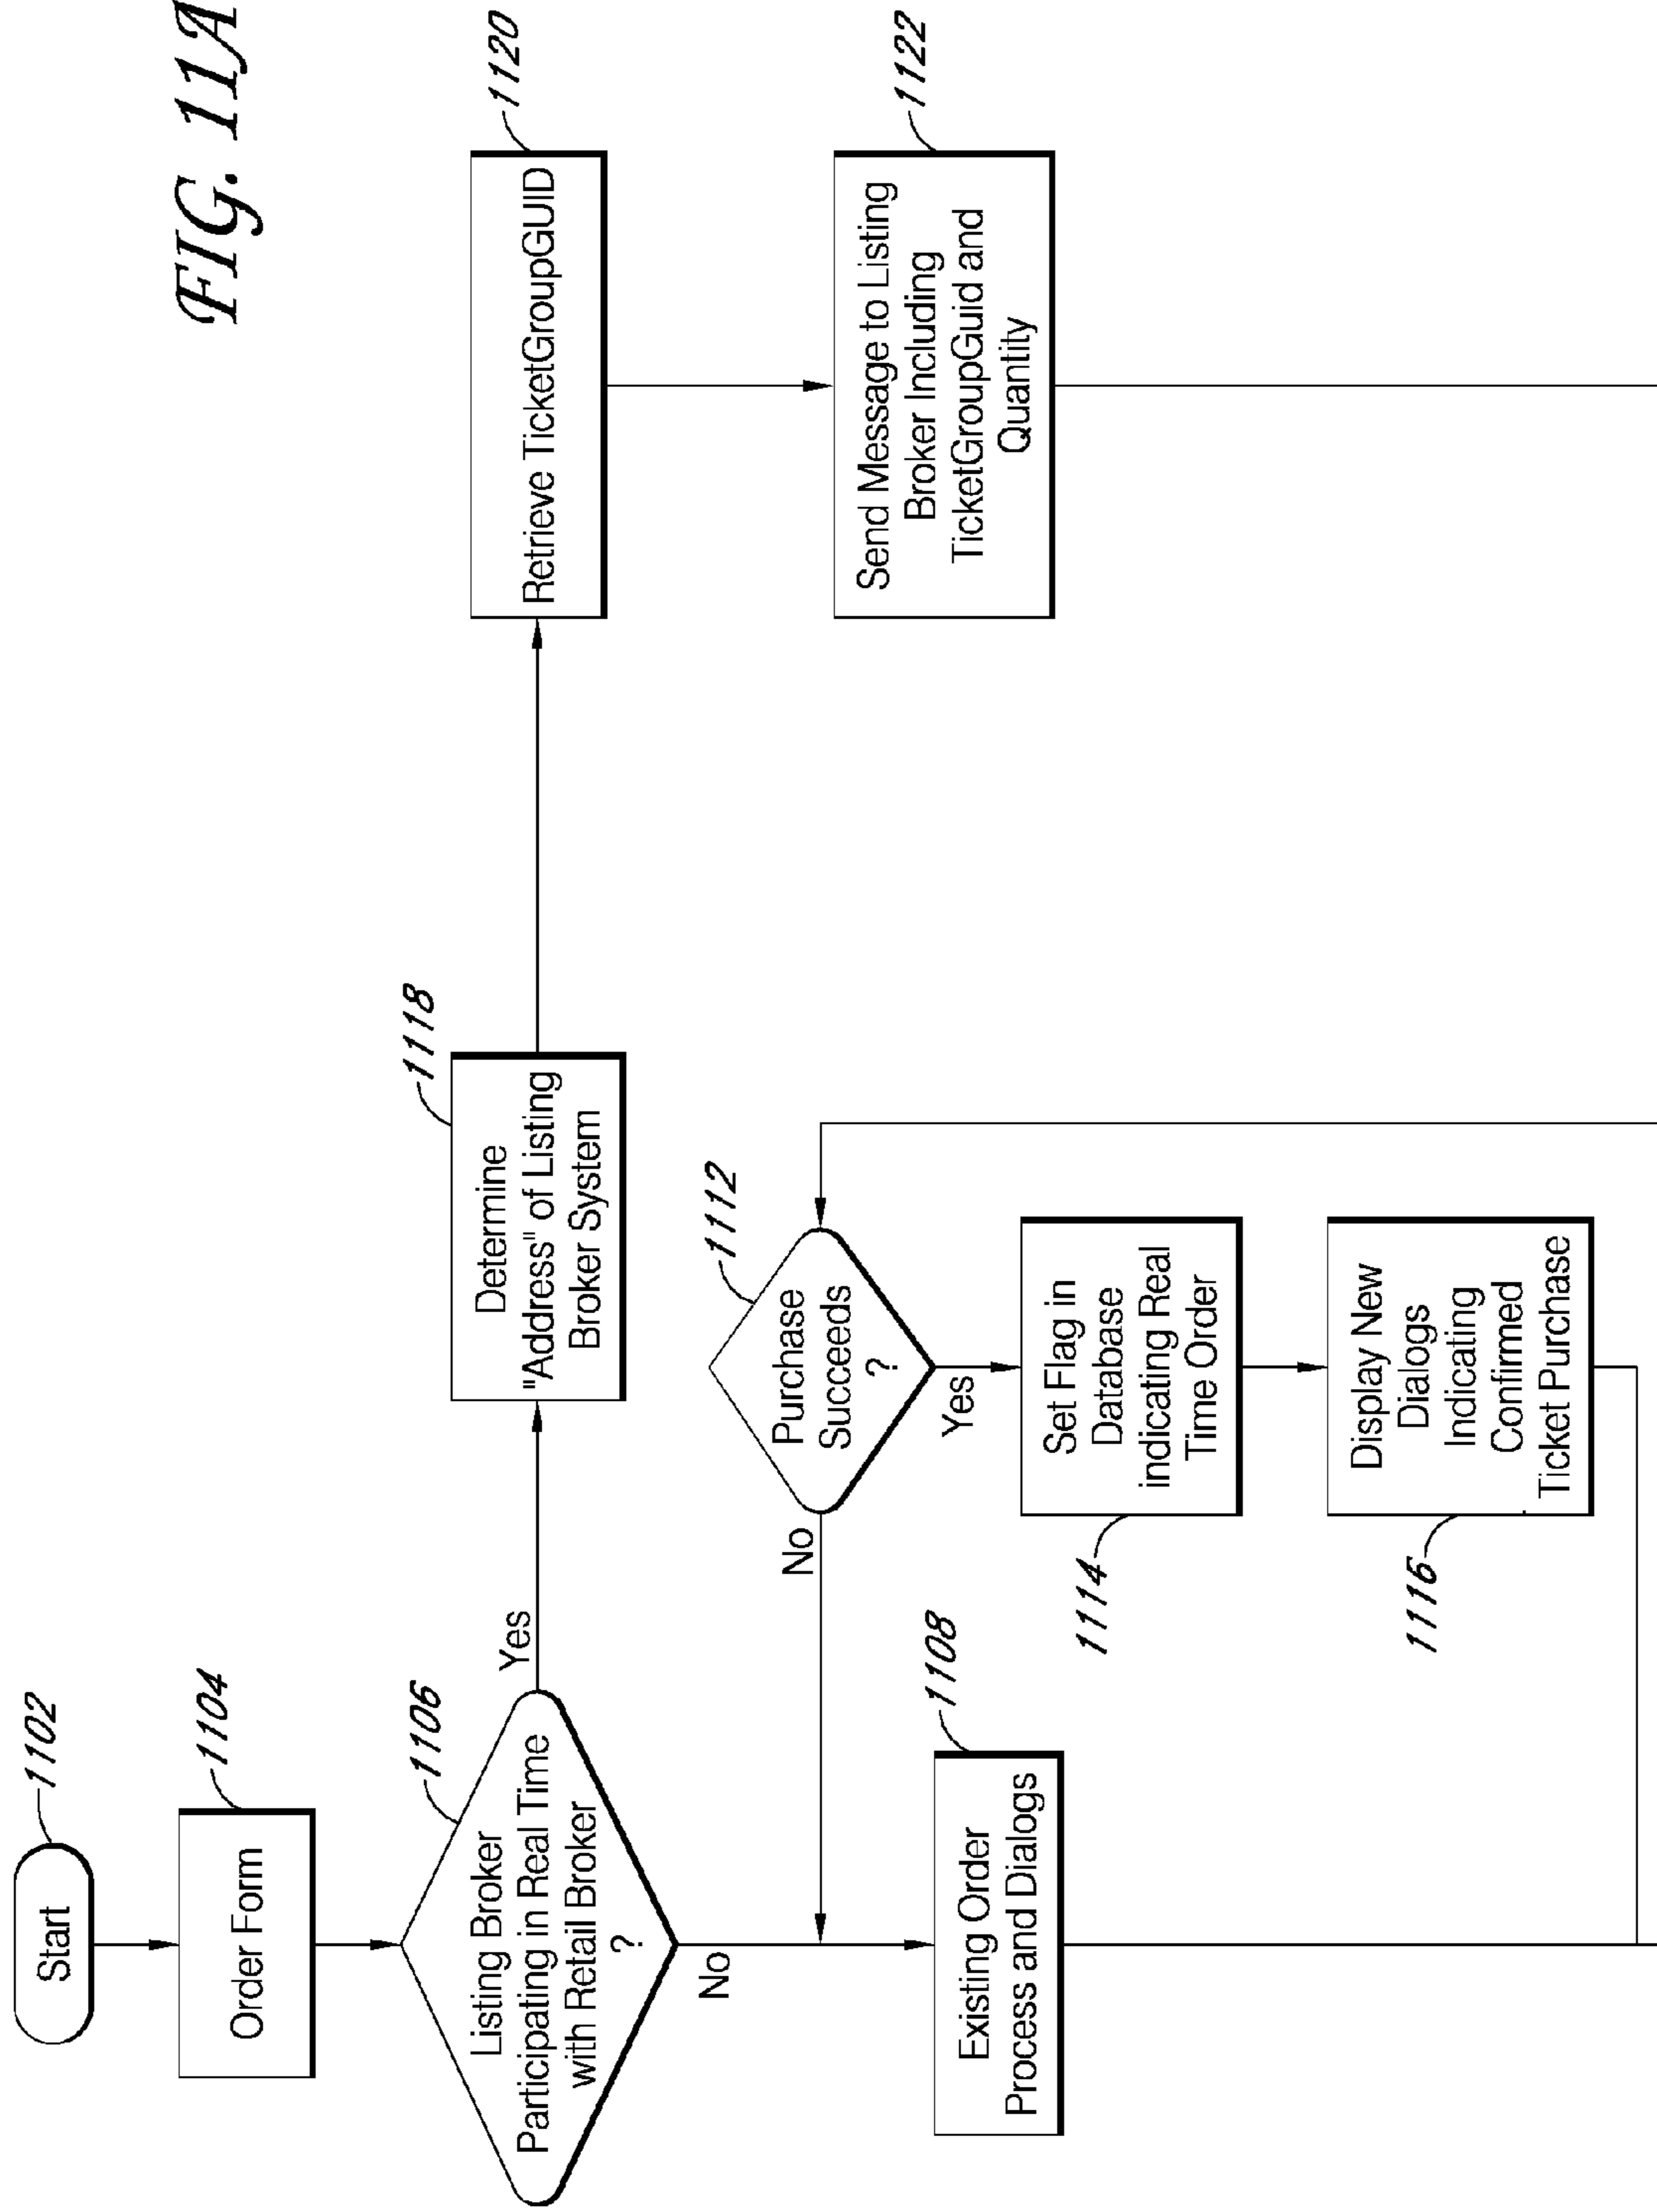 FIG. 11A
Start
1102
Order Form
1104
Listing Broker
Participating in Real Time
with Retail Broker
?
1106
Yes
No
Determine
"Address" of Listing
Broker System
1118
Retrieve TicketGroupGUID
1120
Send Message to Listing
Broker Including
TicketGroupGuid and
Quantity
1122
Purchase
Succeeds
?
1112
No
Yes
Existing Order
Process and Dialogs
1108
Set Flag in
Database
indicating Real
Time Order
1114
Display New
Dialogs
Indicating
Confirmed
Ticket Purchase
1116